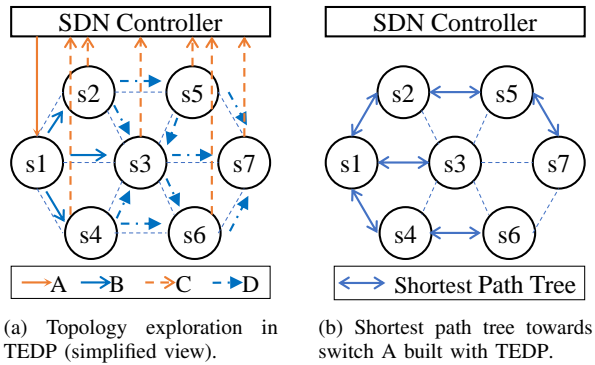 SDN Controller
s2
s5
s1
s3
s7
s4
s6
A B C D
(a) Topology exploration in
TEDP (simplified view).
SDN Controller
s2
s5
s1
s3
s7
s4
s6
Shortest Path Tree
(b) Shortest path tree towards
switch A built with TEDP.